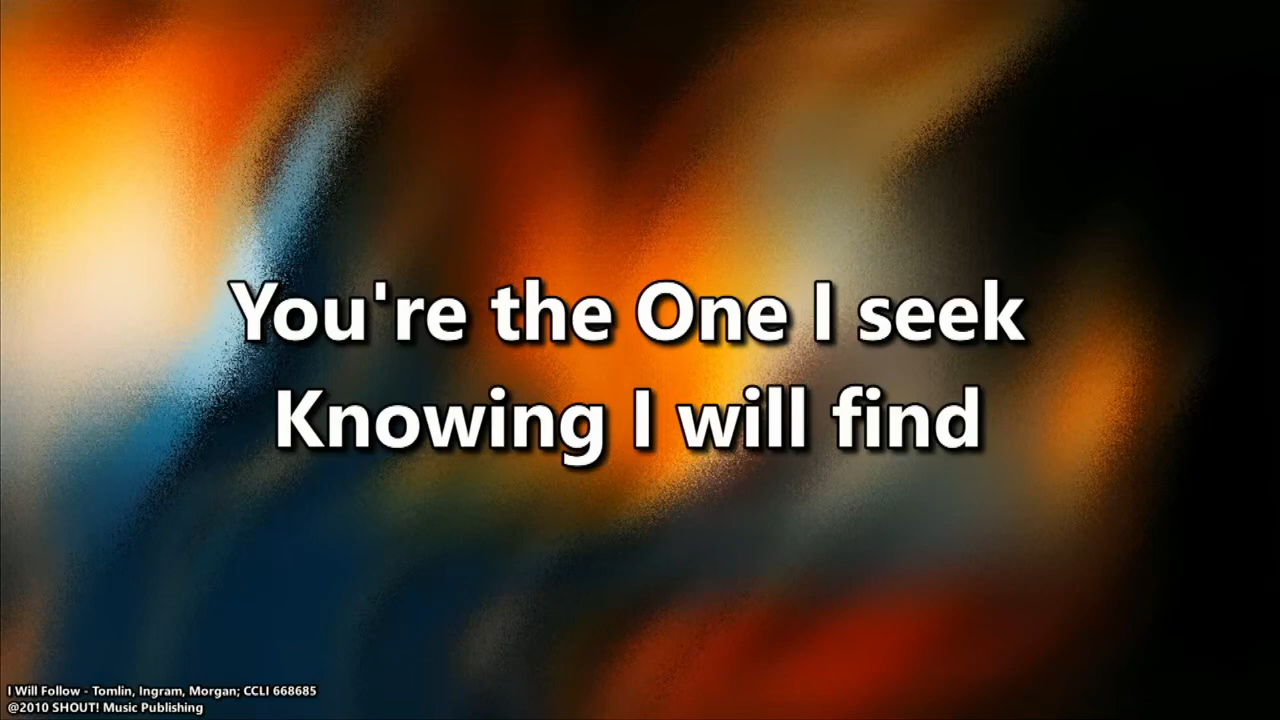 You're the One I seek
Knowing I will find
I Will Follow - Tomlin, Ingram, Morgan; CCLI 668685
@2010 SHOUT! Music Publishing